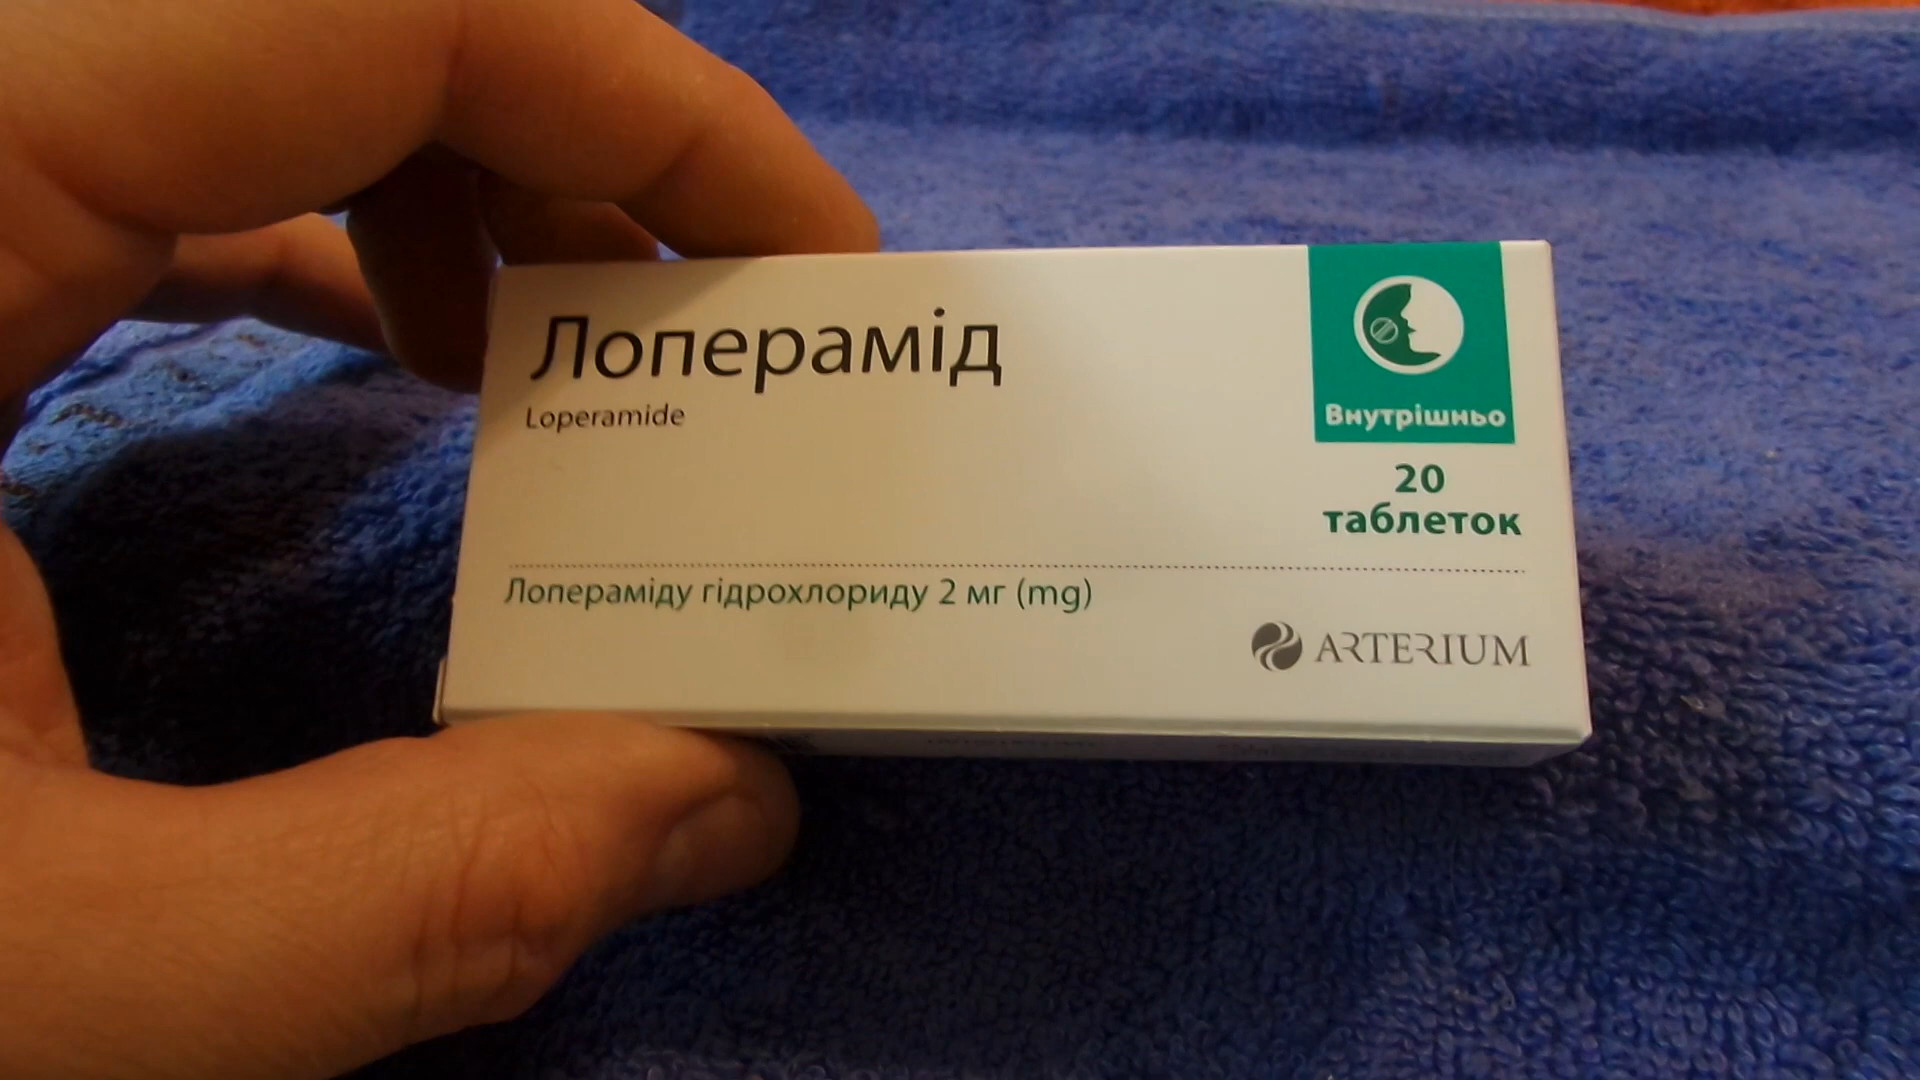 Лоперамід
Loperamide
Внутрішньо
20
таблеток
Лопераміду гідрохлориду 2 мг (mg)
ARTERIUM